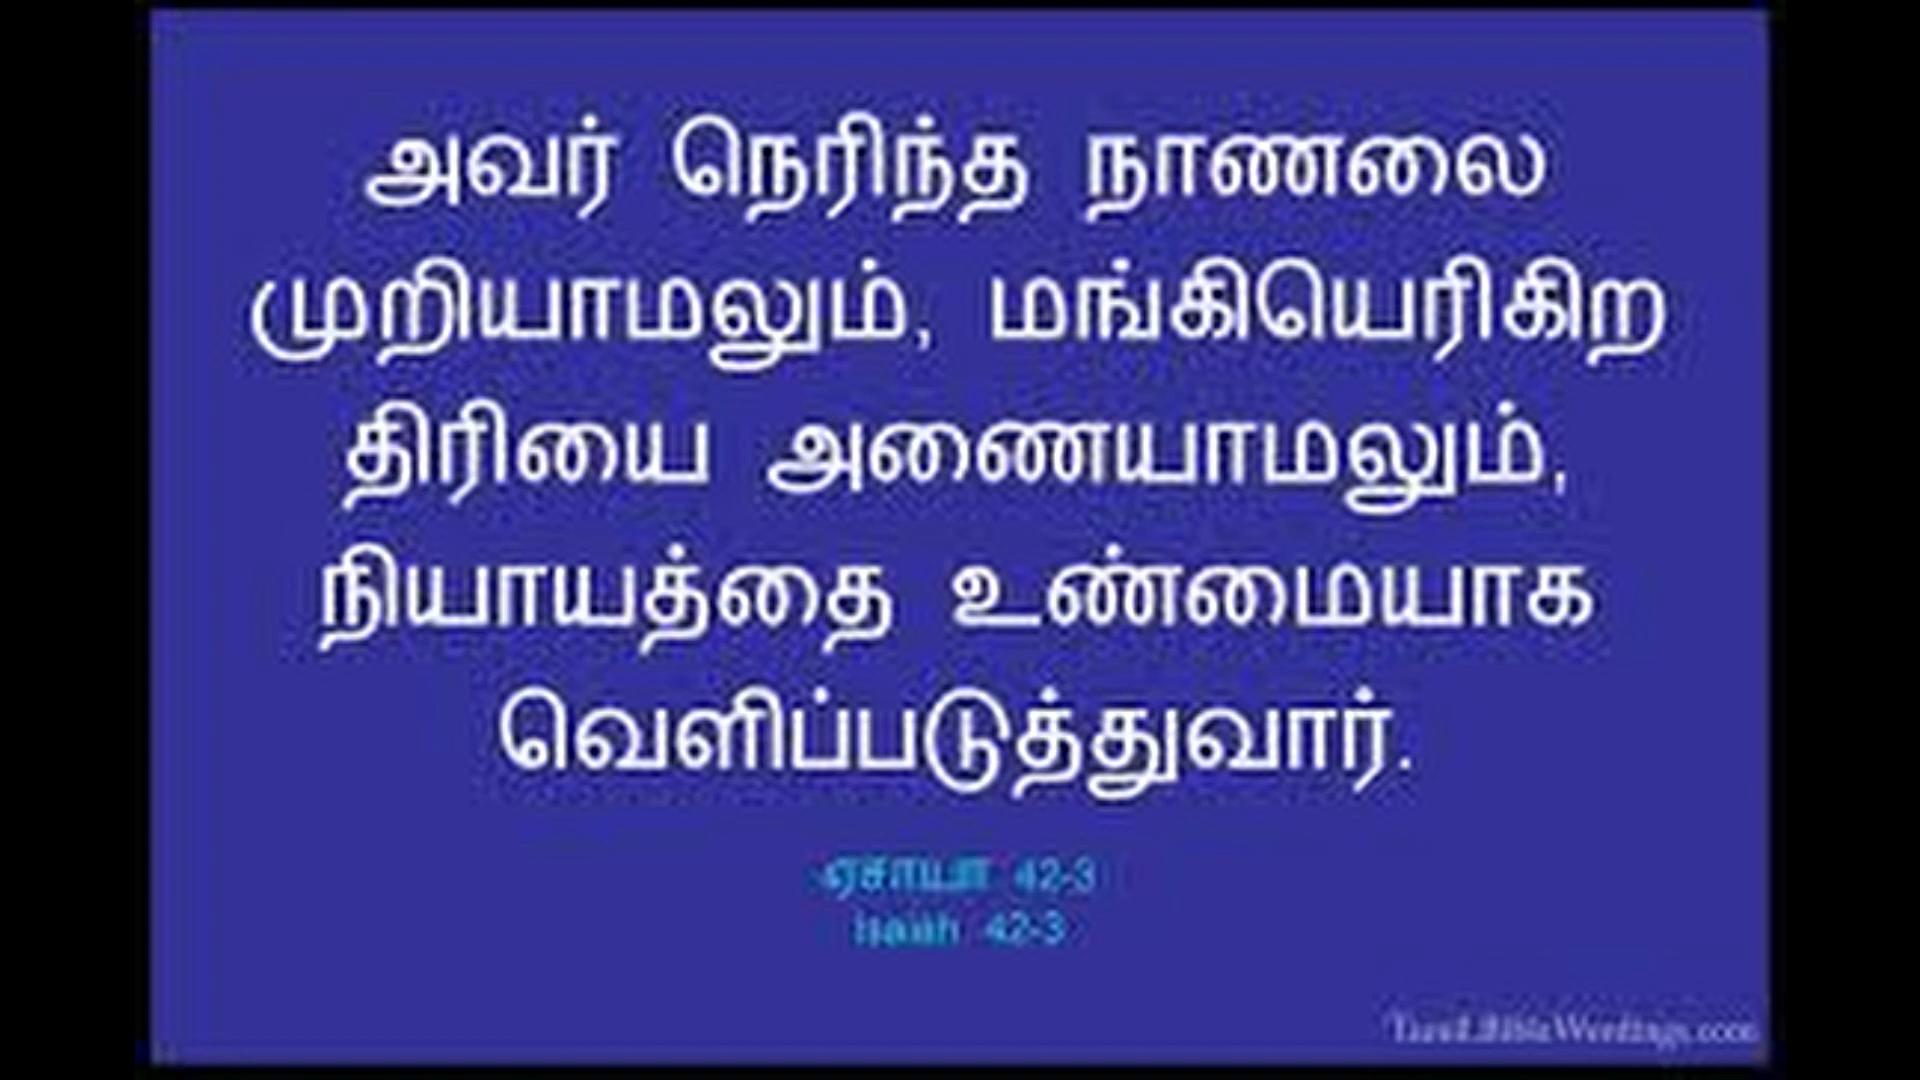 அவர் நெரிந்த நாணலை
முறியாமலும், மங்கியெரிகிற
திரியை அணையாமலும்,
நியாயத்தை உண்மையாக
வெளிப்படுத்துவார்.
ஏசாயா 42-3
Isaiah 42-3